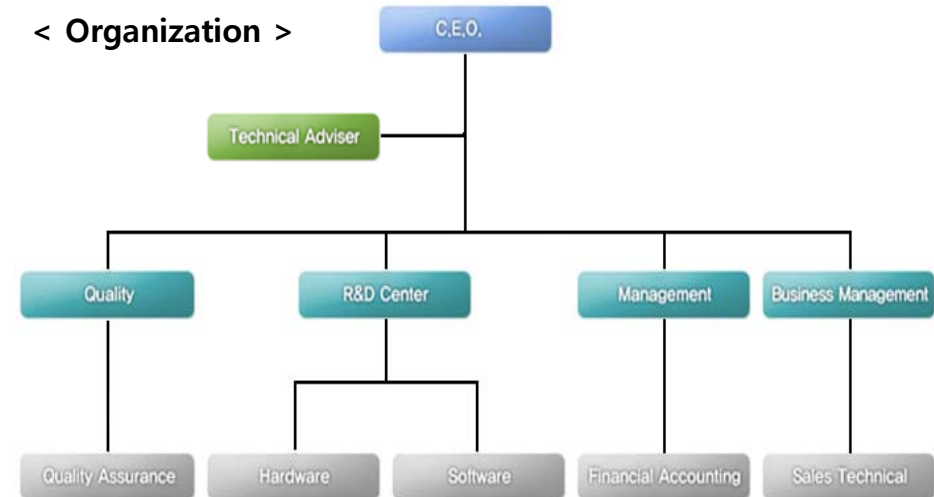 < Organization >
C.E.O.
Technical Adviser
Quality
R&D Center
Management
Business Management
Quality Assurance
Hardware
Software
Financial Accounting
Sales Technical